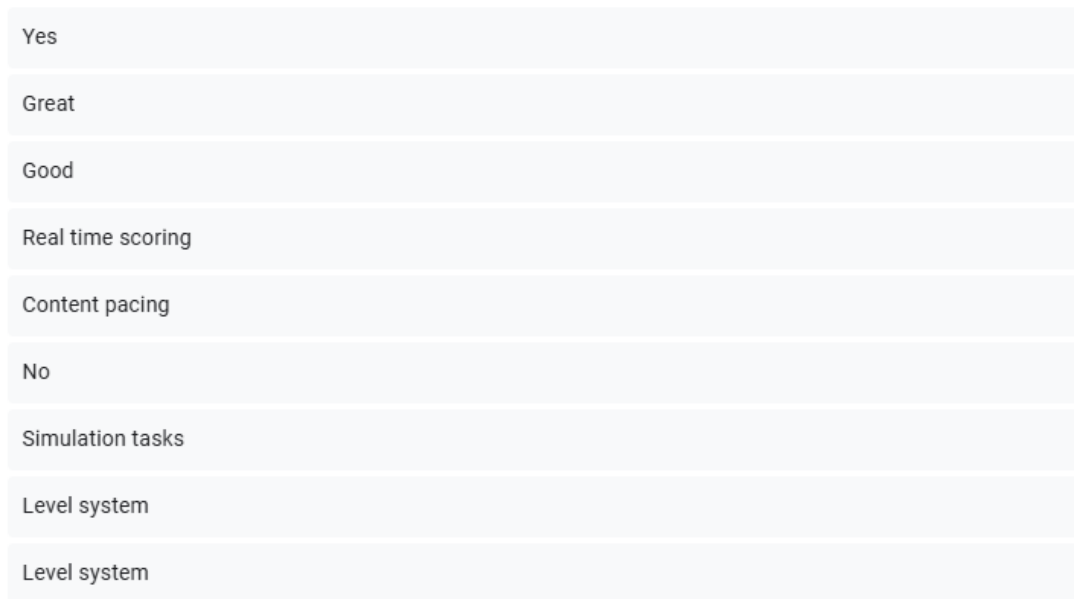 Yes
Great
Good
Real time scoring
Content pacing
No
Simulation tasks
Level system
Level system